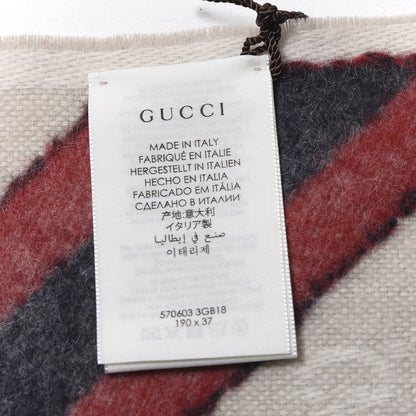 GUCCI
MADE IN ITALY
FABRIQUÉ EN ITALIE
HERGESTELLT IN ITALIEN
HECHO EN ITALIA
FABRICADO EM ITÁLIA
СДЕЛАНО В ИТАЛИИ
产地:意大利
イタリア製
صنع في إيطاليا
이태리제
570603 3GB18
190 x 37